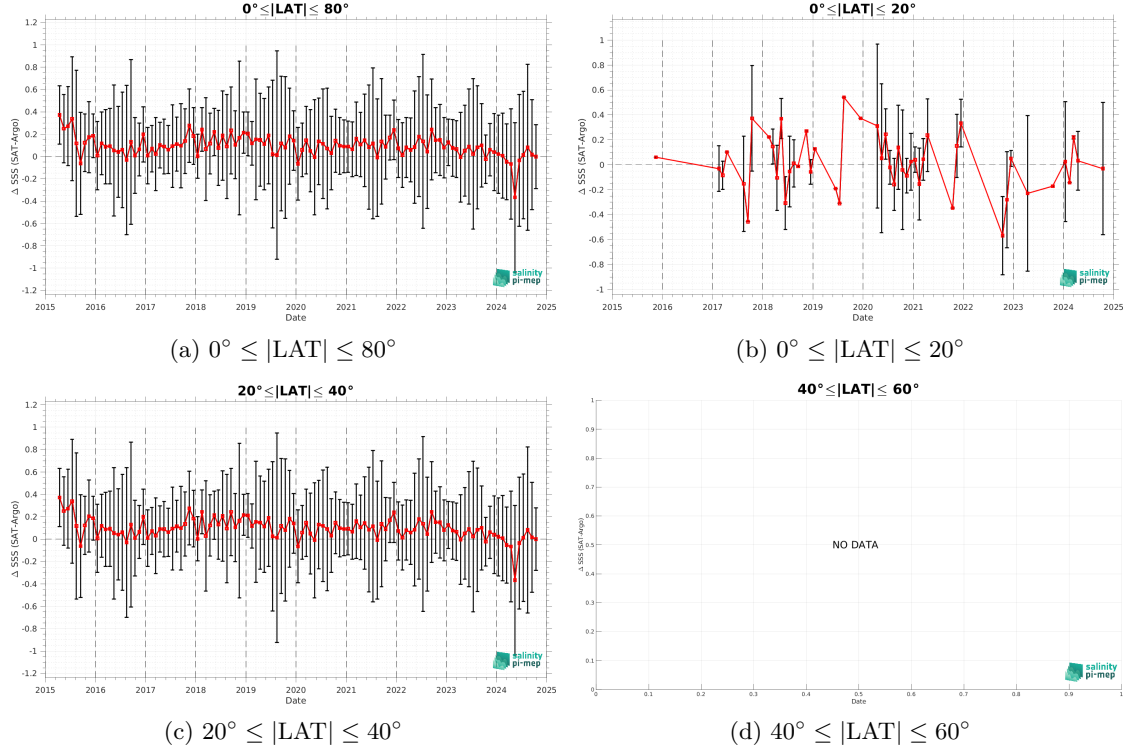 0°≤|LAT|≤ 80°
1.2
1
0.8
0.6
0.4
0.2
0
-0.2
-0.4
-0.6
-0.8
-1
-1.2
Δ SSS (SAT-Argo)
2015 2016 2017 2018 2019 2020 2021 2022 2023 2024 2025
Date
salinity
pi-mep
(a) 0° ≤ |LAT| ≤ 80°
0°≤|LAT|≤ 20°
1
0.8
0.6
0.4
0.2
0
-0.2
-0.4
-0.6
-0.8
-1
Δ SSS (SAT-Argo)
2015 2016 2017 2018 2019 2020 2021 2022 2023 2024 2025
Date
salinity
pi-mep
(b) 0° ≤ |LAT| ≤ 20°
20°≤|LAT|≤ 40°
1.2
1
0.8
0.6
0.4
0.2
0
-0.2
-0.4
-0.6
-0.8
-1
-1.2
Δ SSS (SAT-Argo)
2015 2016 2017 2018 2019 2020 2021 2022 2023 2024 2025
Date
salinity
pi-mep
(c) 20° ≤ |LAT| ≤ 40°
40°≤|LAT|≤ 60°
1
0.9
0.8
0.7
0.6
0.5
0.4
0.3
0.2
0.1
0
Δ SSS (SAT-Argo)
NO DATA
0 0.1 0.2 0.3 0.4 0.5 0.6 0.7 0.8 0.9 1
Date
salinity
pi-mep
(d) 40° ≤ |LAT| ≤ 60°